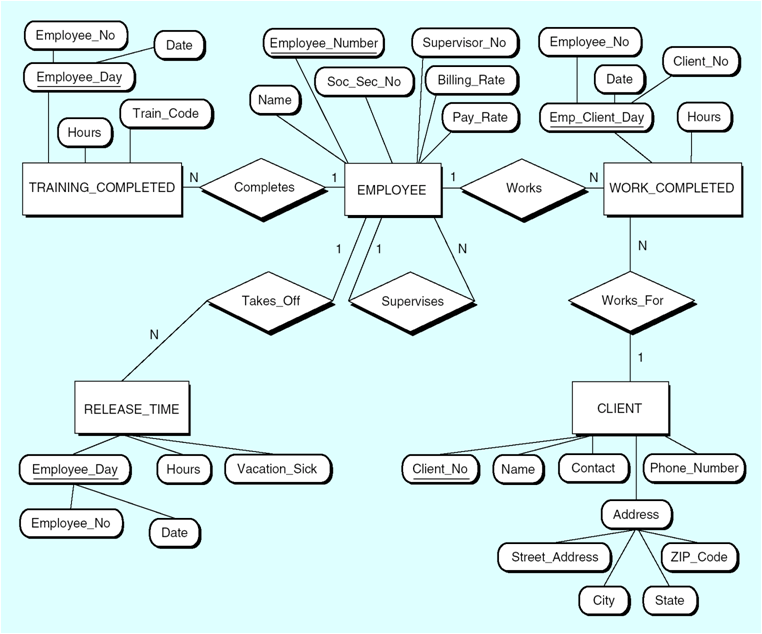 Employee_No
Date
Employee_Day
Hours
Train_Code
TRAINING_COMPLETED
N
Completes
1
Employee_Number
Supervisor_No
Soc_Sec_No
Billing_Rate
Name
Pay_Rate
EMPLOYEE
1
Works
N
Employee_No
Client_No
Date
Emp_Client_Day
Hours
WORK_COMPLETED
1
1
N
N
Takes_Off
Supervises
Works_For
N
1
RELEASE_TIME
CLIENT
Employee_Day
Hours
Vacation_Sick
Employee_No
Date
Client_No
Name
Contact
Phone_Number
Address
Street_Address
ZIP_Code
City
State